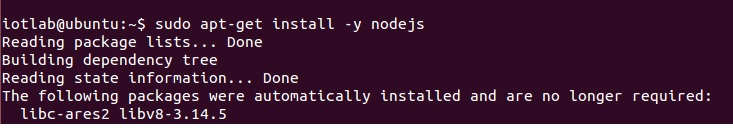 iotlab@ubuntu:~$ sudo apt-get install -y nodejs
Reading package lists... Done
Building dependency tree
Reading state information... Done
The following packages were automatically installed and are no longer required:
  libc-ares2 libv8-3.14.5